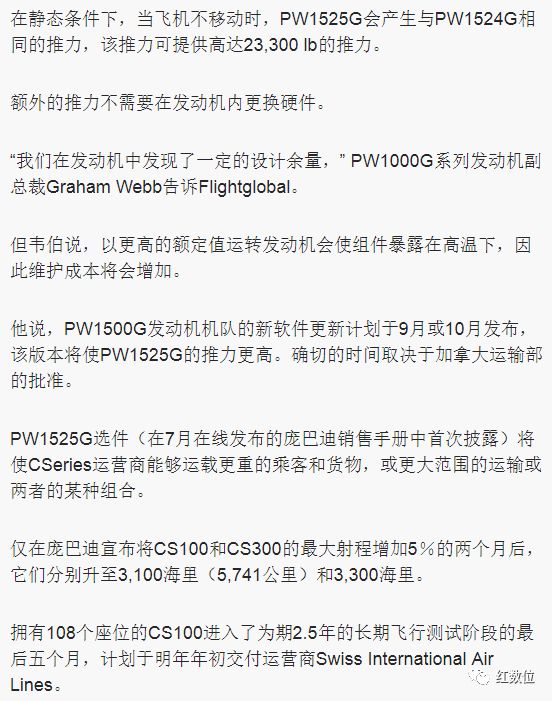 在静态条件下，当飞机不移动时，PW1525G会产生与PW1524G相
同的推力，该推力可提供高达23,300 lb的推力。
额外的推力不需要在发动机内更换硬件。
“我们在发动机中发现了一定的设计余量，” PW1000G系列发动机副
总裁Graham Webb告诉Flightglobal。
但韦伯说，以更高的额定值运转发动机会使组件暴露在高温下，因
此维护成本将会增加。
他说，PW1500G发动机机队的新软件更新计划于9月或10月发布，
该版本将使PW1525G的推力更高。确切的时间取决于加拿大运输部
的批准。
PW1525G选件（在7月在线发布的庞巴迪销售手册中首次披露）将
使CSeries运营商能够运载更重的乘客和货物，或更大范围的运输或
两者的某种组合。
仅在庞巴迪宣布将CS100和CS300的最大射程增加5％的两个月后，
它们分别升至3,100海里（5,741公里）和3,300海里。
拥有108个座位的CS100进入了为期2.5年的长期飞行测试阶段的最
后五个月，计划于明年年初交付运营商Swiss International Air
Lines。
红数位